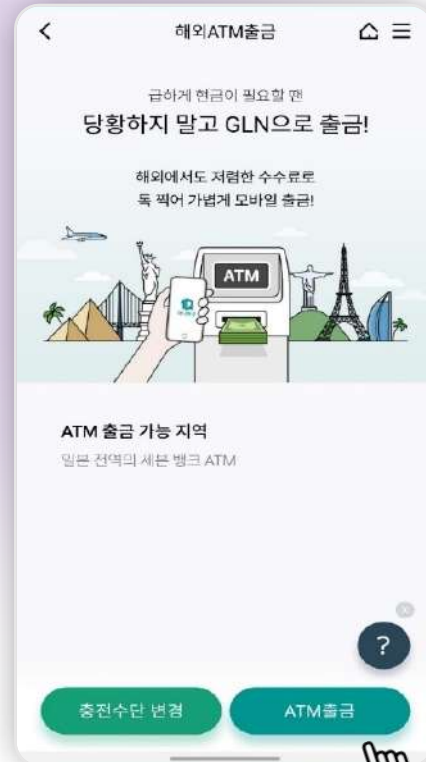 해외ATM출금
급하게 현금이 필요할 땐
당황하지 말고 GLN으로 출금!
해외에서도 저렴한 수수료로
톡 찍어 가볍게 모바일 출금!
ATM
ATM 출금 가능 지역
일본 전역의 세븐 뱅크 ATM
?
충전수단 변경
ATM출금